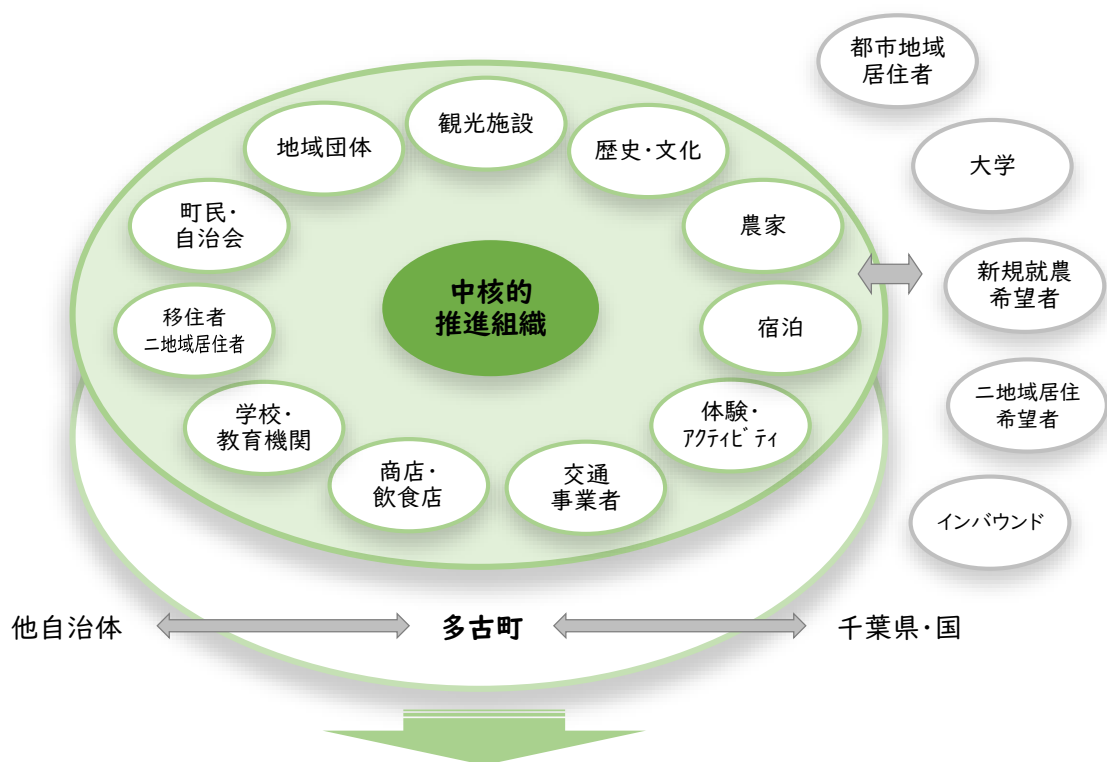 都市地域
居住者
観光施設
地域団体
歴史・文化
大学
町民・
自治会
農家
新規就農
希望者
中核的
推進組織
移住者
二地域居住者
宿泊
二地域居住
希望者
学校・
教育機関
体験・
ｱｸﾃｨﾋﾞﾃｨ
商店・
飲食店
交通
事業者
インバウンド
他自治体
多古町
千葉県・国